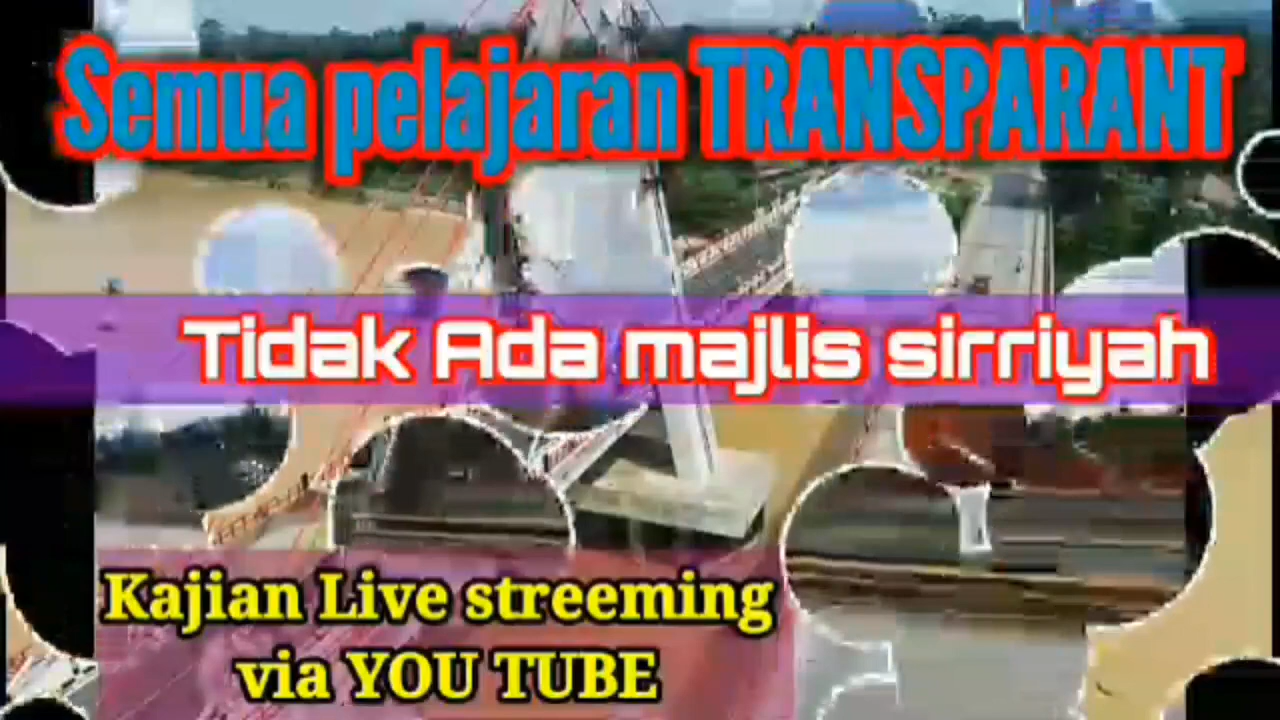 Semua pelajaran TRANSPARANT
Tidak Ada majlis sirriyah
Kajian Live streeming
via YOU TUBE